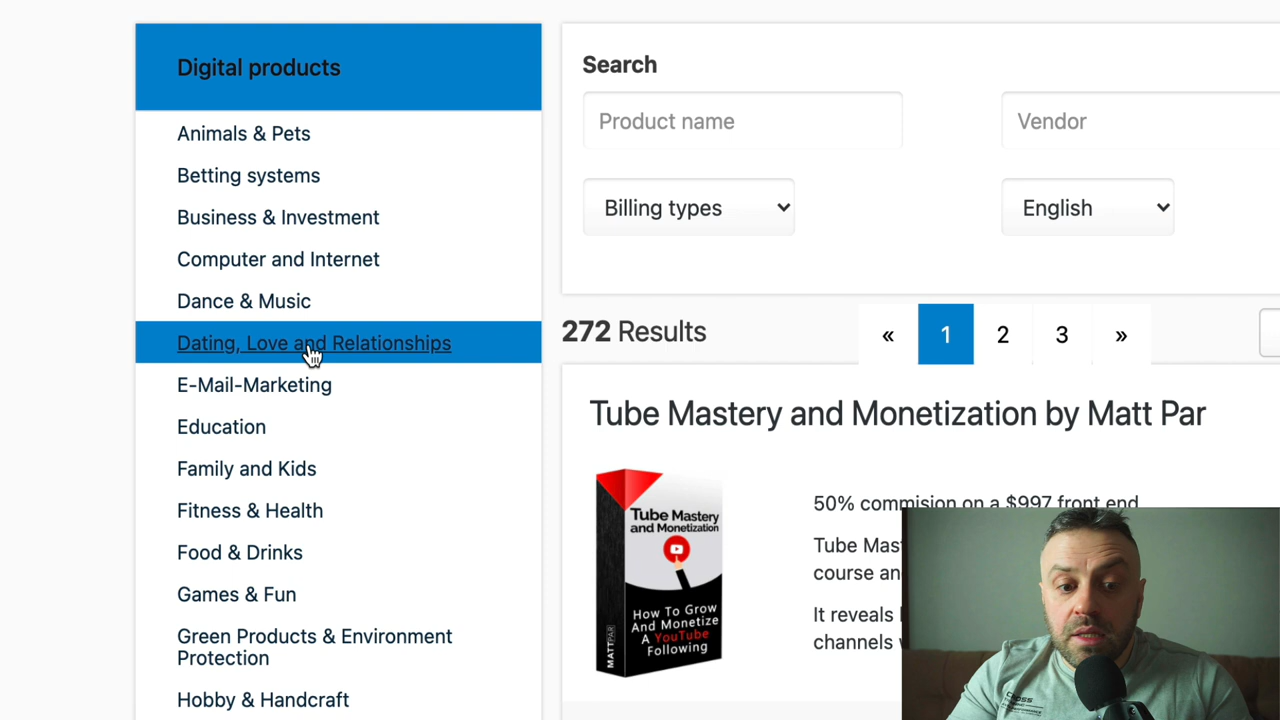 Digital products
Animals & Pets
Betting systems
Business & Investment
Computer and Internet
Dance & Music
Dating, Love and Relationships
E-Mail-Marketing
Education
Family and Kids
Fitness & Health
Food & Drinks
Games & Fun
Green Products & Environment
Protection
Hobby & Handcraft
Search
Product name
Vendor
Billing types
English
272 Results
« 1 2 3 »
Tube Mastery and Monetization by Matt Par
Tube Mastery
and Monetization
How To Grow
And Monetize
A YouTube
Following
MATT PAR
50% commision on a $997 front end
Tube Mas
course an
It reveals
channels